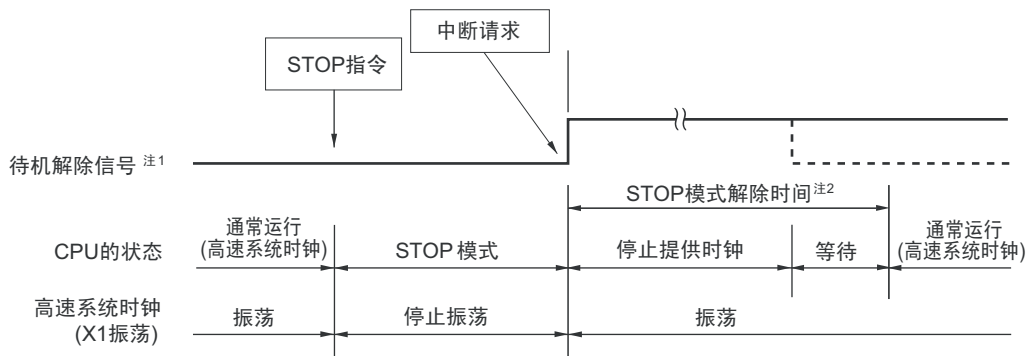 中断请求
STOP指令
待机解除信号 注1
STOP模式解除时间注2
CPU的状态
通常运行
(高速系统时钟)
STOP 模式
停止提供时钟
等待
通常运行
(高速系统时钟)
高速系统时钟
(X1振荡)
振荡
停止振荡
振荡